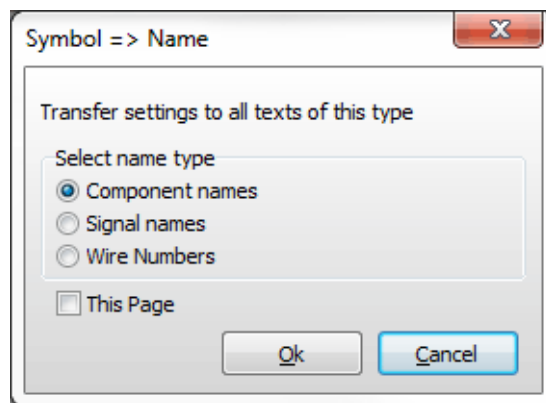 Symbol => Name
Transfer settings to all texts of this type
Select name type
Component names
Signal names
Wire Numbers
This Page
Ok
Cancel